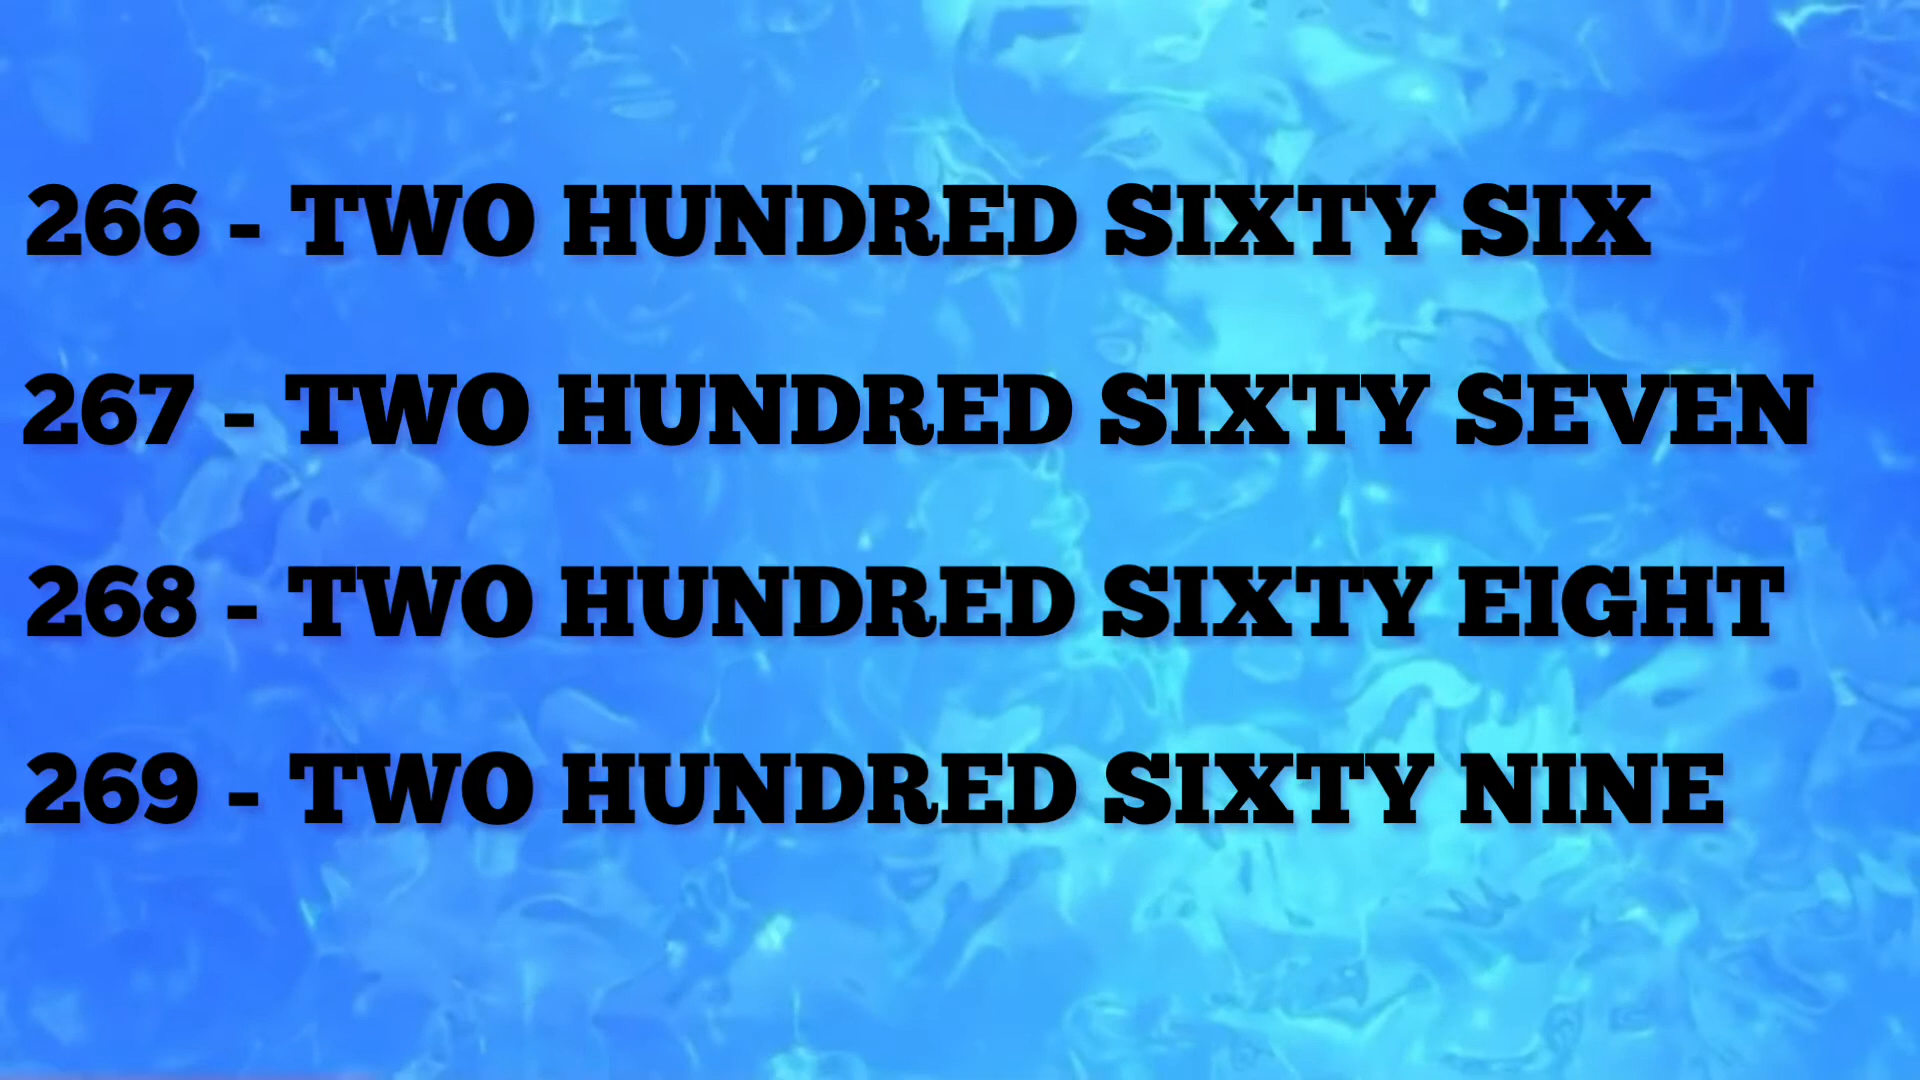 266 - TWO HUNDRED SIXTY SIX
267 - TWO HUNDRED SIXTY SEVEN
268 - TWO HUNDRED SIXTY EIGHT
269 - TWO HUNDRED SIXTY NINE